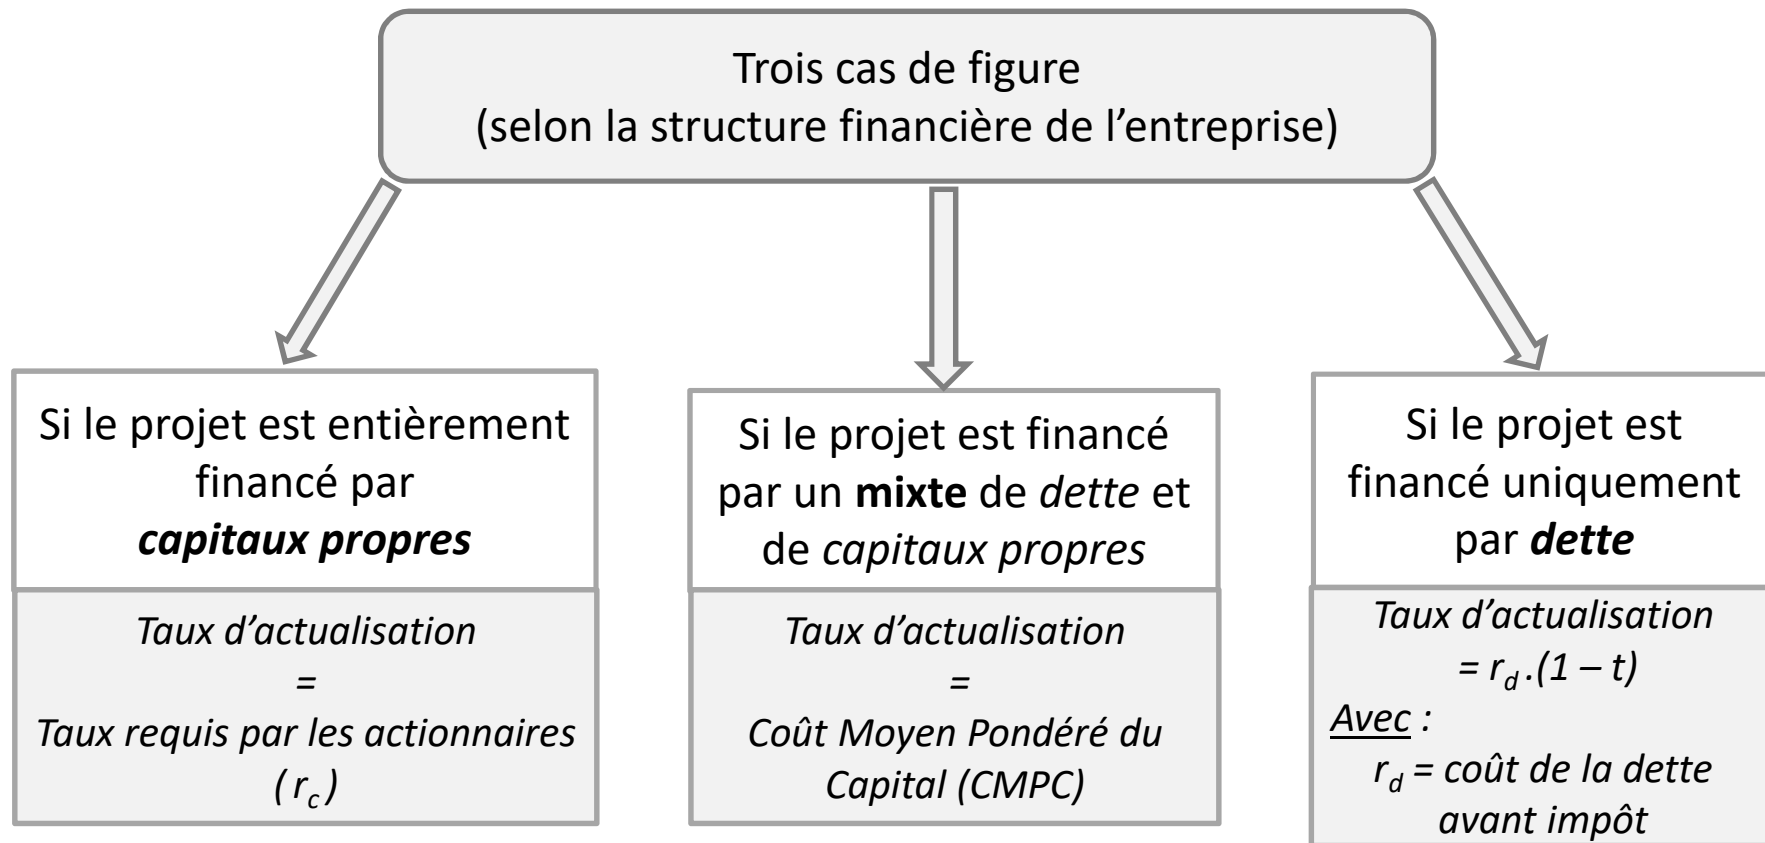 Trois cas de figure
(selon la structure financière de l’entreprise)
Si le projet est entièrement
financé par
capitaux propres
Taux d’actualisation
=
Taux requis par les actionnaires
( rc )
Si le projet est financé
par un mixte de dette et
de capitaux propres
Taux d’actualisation
=
Coût Moyen Pondéré du
Capital (CMPC)
Si le projet est
financé uniquement
par dette
Taux d’actualisation
= rd .(1 – t)
Avec :
rd = coût de la dette
avant impôt